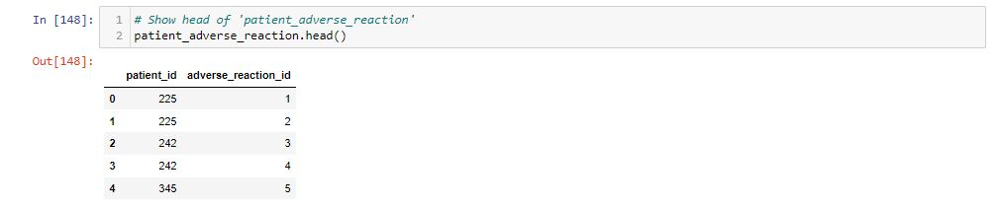 In [148]: 1 # Show head of 'patient_adverse_reaction'
2 patient_adverse_reaction.head()
Out[148]:
patient_id adverse_reaction_id
0 225 1
1 225 2
2 242 3
3 242 4
4 345 5